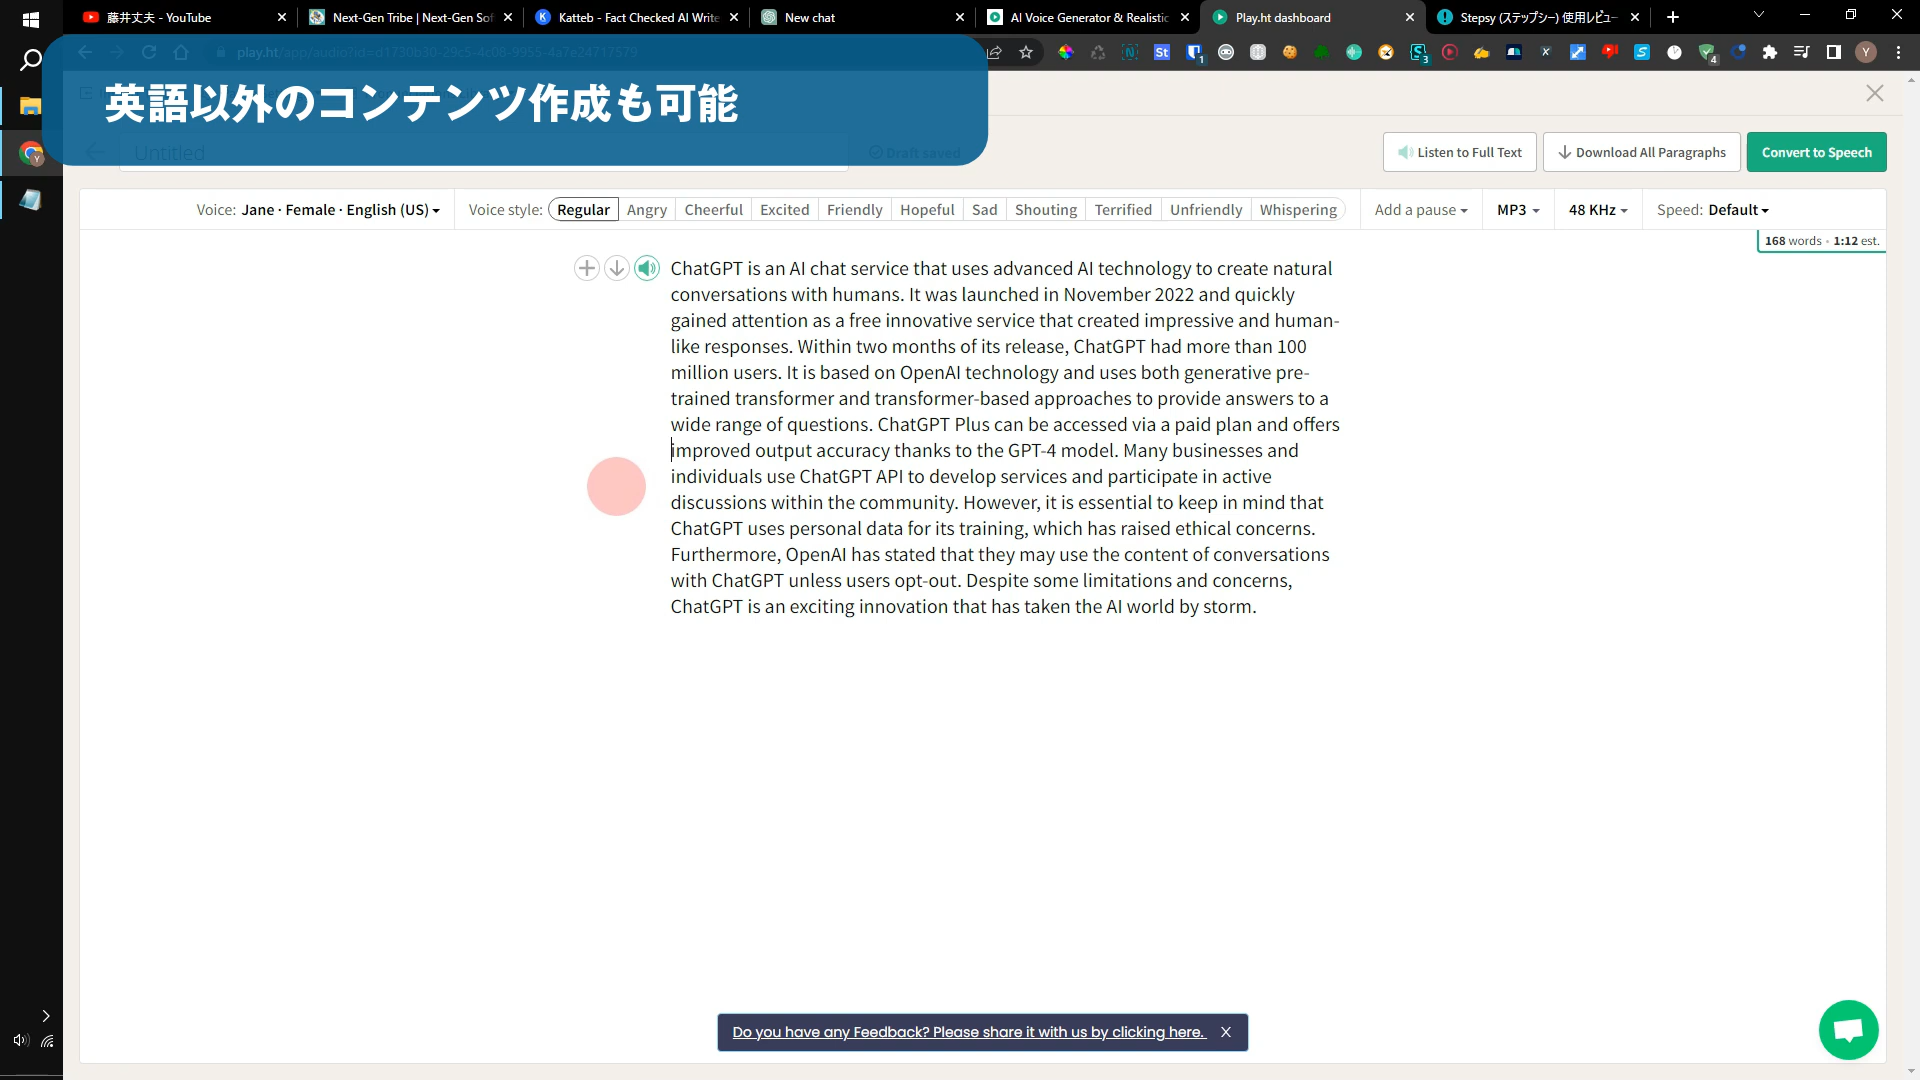 藤井丈夫 - YouTube
Next-Gen Tribe | Next-Gen Sof
Katteb - Fact Checked AI Write
New chat
AI Voice Generator & Realistic
Play.ht dashboard
Stepsy (ステップシー) 使用レビュー
play.ht/app/audio?id=d1730b30-29c5-4c08-9955-4a7e24717579
英語以外のコンテンツ作成も可能
Untitled
Draft saved
Listen to Full Text
Download All Paragraphs
Convert to Speech
Voice: Jane · Female · English (US)
Voice style: Regular Angry Cheerful Excited Friendly Hopeful Sad Shouting Terrified Unfriendly Whispering
Add a pause
MP3
48 KHz
Speed: Default
168 words · 1:12 est.
ChatGPT is an AI chat service that uses advanced AI technology to create natural
conversations with humans. It was launched in November 2022 and quickly
gained attention as a free innovative service that created impressive and human-
like responses. Within two months of its release, ChatGPT had more than 100
million users. It is based on OpenAI technology and uses both generative pre-
trained transformer and transformer-based approaches to provide answers to a
wide range of questions. ChatGPT Plus can be accessed via a paid plan and offers
improved output accuracy thanks to the GPT-4 model. Many businesses and
individuals use ChatGPT API to develop services and participate in active
discussions within the community. However, it is essential to keep in mind that
ChatGPT uses personal data for its training, which has raised ethical concerns.
Furthermore, OpenAI has stated that they may use the content of conversations
with ChatGPT unless users opt-out. Despite some limitations and concerns,
ChatGPT is an exciting innovation that has taken the AI world by storm.
Do you have any Feedback? Please share it with us by clicking here. X